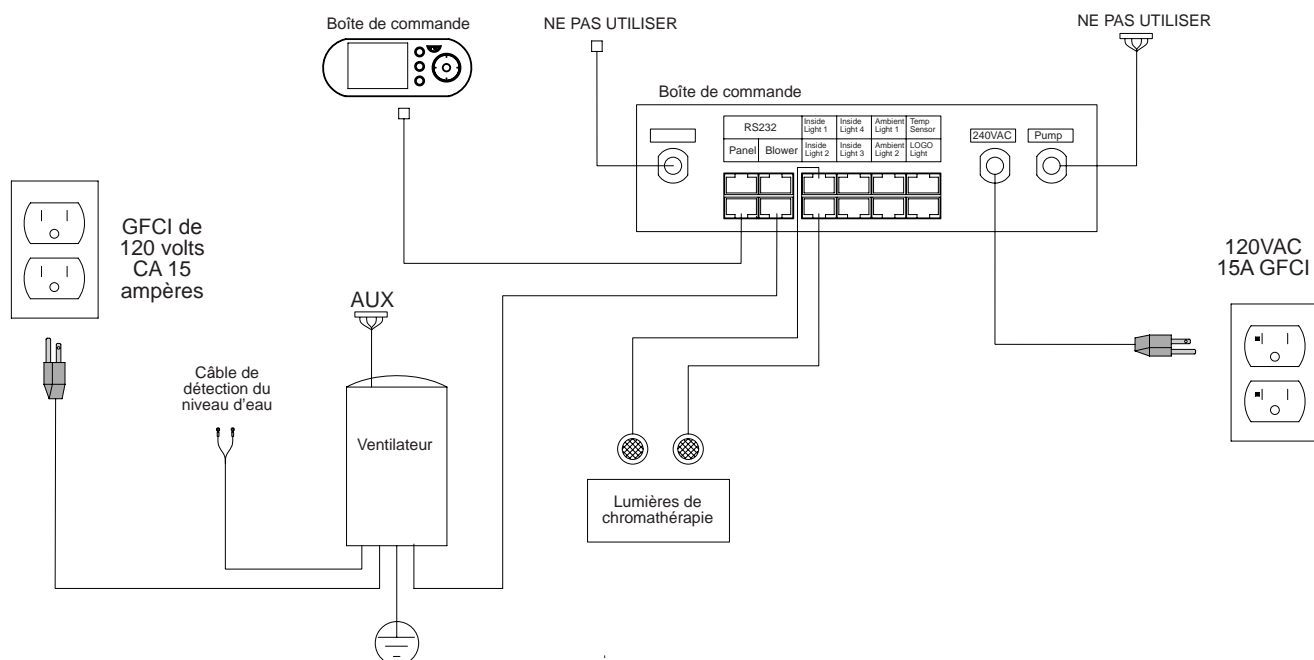 Boîte de commande
NE PAS UTILISER
NE PAS UTILISER
Boîte de commande
RS232
Inside
Light 1
Inside
Light 4
Ambient
Light 1
Temp
Sensor
Panel
Blower
Inside
Light 2
Inside
Light 3
Ambient
Light 2
LOGO
Light
240VAC
Pump
GFCI de
120 volts
CA 15
ampères
120VAC
15A GFCI
AUX
Câble de
détection du
niveau d'eau
Ventilateur
Lumières de
chromathérapie